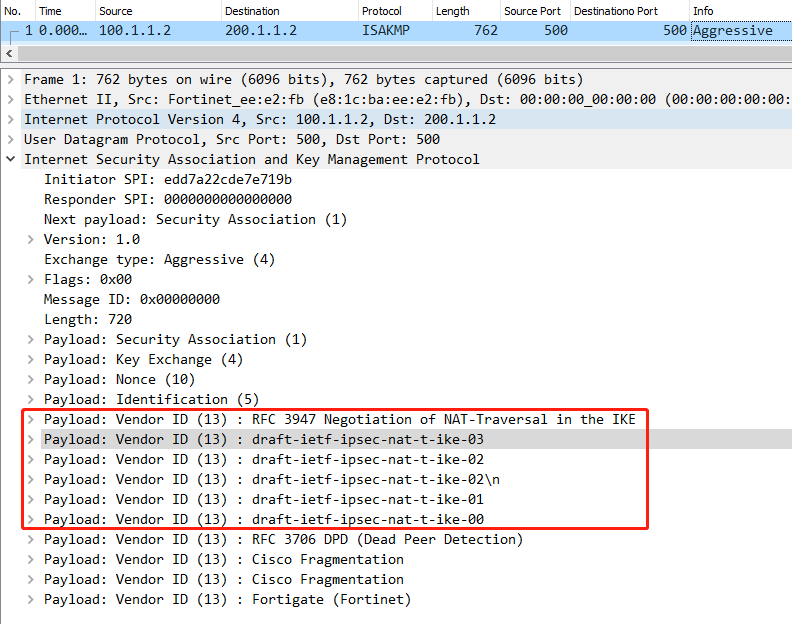 No. Time Source Destination Protocol Length Source Port Destinationo Port Info
1 0.000… 100.1.1.2 200.1.1.2 ISAKMP 762 500 500 Aggressive
Frame 1: 762 bytes on wire (6096 bits), 762 bytes captured (6096 bits)
Ethernet II, Src: Fortinet_ee:e2:fb (e8:1c:ba:ee:e2:fb), Dst: 00:00:00_00:00:00 (00:00:00:00:00:
Internet Protocol Version 4, Src: 100.1.1.2, Dst: 200.1.1.2
User Datagram Protocol, Src Port: 500, Dst Port: 500
Internet Security Association and Key Management Protocol
Initiator SPI: edd7a22cde7e719b
Responder SPI: 0000000000000000
Next payload: Security Association (1)
Version: 1.0
Exchange type: Aggressive (4)
Flags: 0x00
Message ID: 0x00000000
Length: 720
Payload: Security Association (1)
Payload: Key Exchange (4)
Payload: Nonce (10)
Payload: Identification (5)
Payload: Vendor ID (13) : RFC 3947 Negotiation of NAT-Traversal in the IKE
Payload: Vendor ID (13) : draft-ietf-ipsec-nat-t-ike-03
Payload: Vendor ID (13) : draft-ietf-ipsec-nat-t-ike-02
Payload: Vendor ID (13) : draft-ietf-ipsec-nat-t-ike-02\n
Payload: Vendor ID (13) : draft-ietf-ipsec-nat-t-ike-01
Payload: Vendor ID (13) : draft-ietf-ipsec-nat-t-ike-00
Payload: Vendor ID (13) : RFC 3706 DPD (Dead Peer Detection)
Payload: Vendor ID (13) : Cisco Fragmentation
Payload: Vendor ID (13) : Cisco Fragmentation
Payload: Vendor ID (13) : Fortigate (Fortinet)